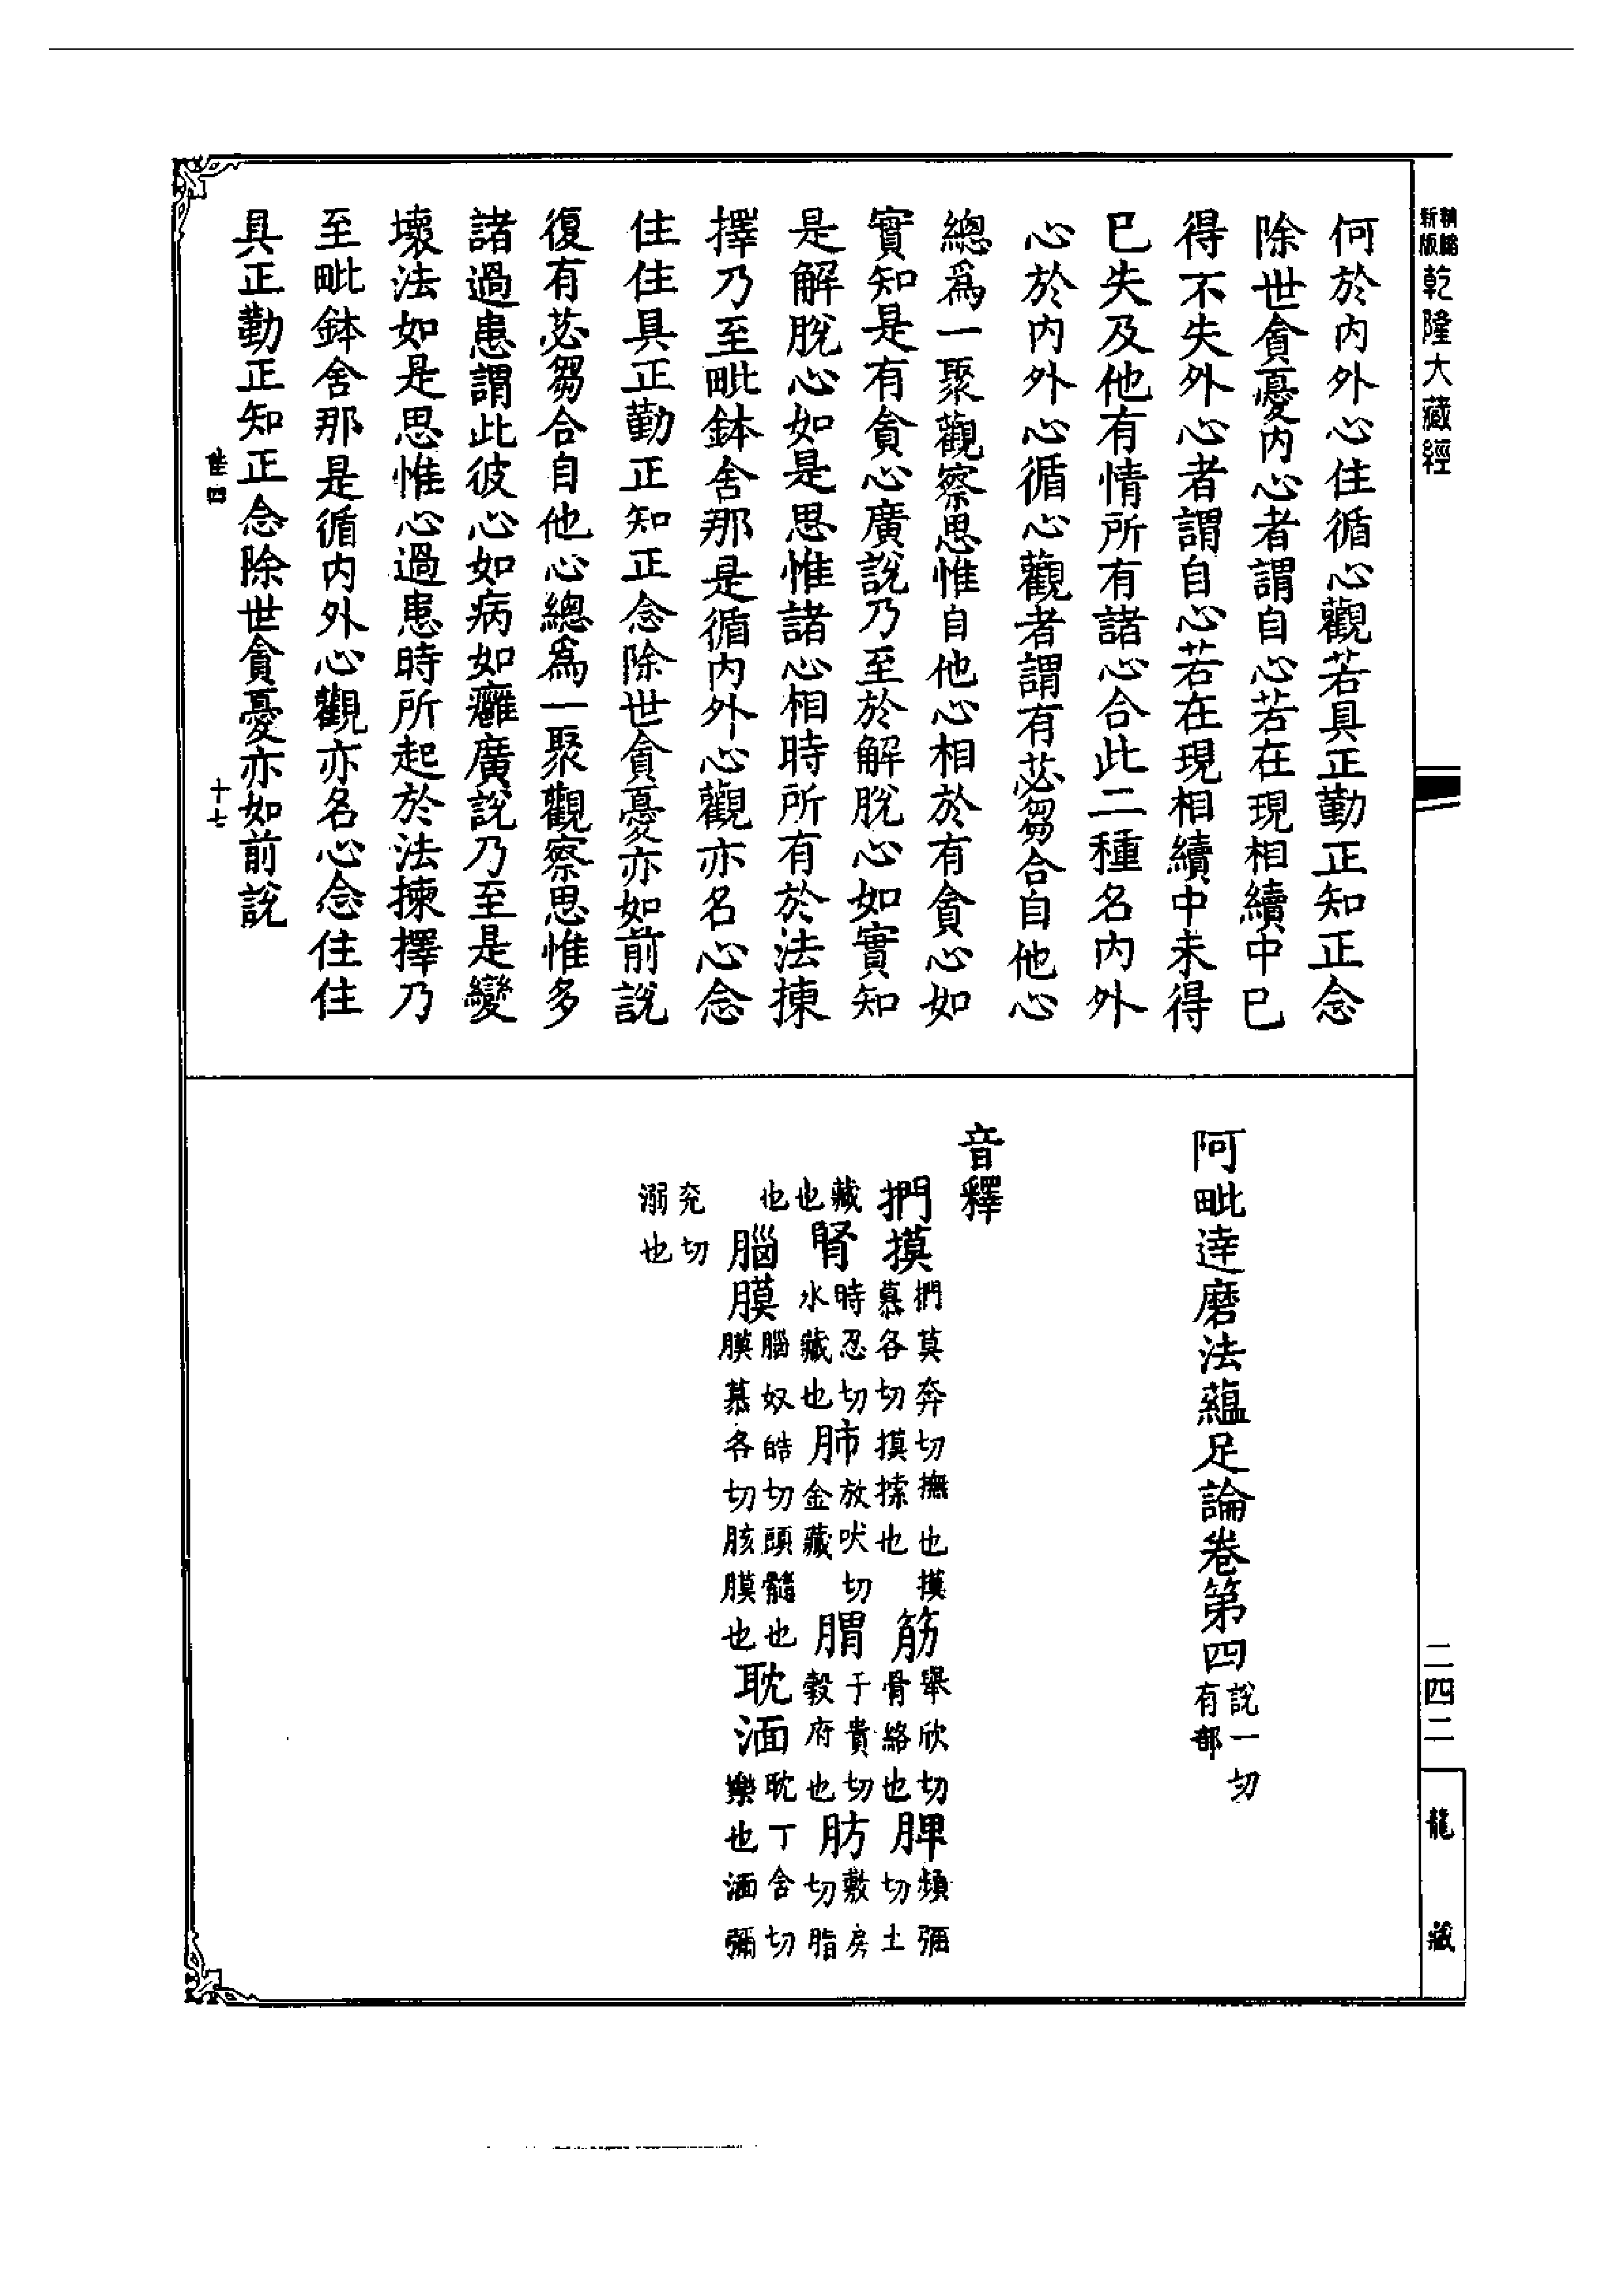 精縮新版 乾隆大藏經
二四二
龍藏
何於內外心住循心觀若具正勤正知正念
除世貪憂內心者謂自心若在現相續中已
得不失外心者謂自心若在現相續中未得
已失及他有情所有諸心合此二種名內外
心於內外心循心觀者謂有苾芻合自他心
總爲一聚觀察思惟自他心相於有貪心如
實知是有貪心廣說乃至於解脫心如實知
是解脫心如是思惟諸心相時所有於法揀
擇乃至毗鉢舍那是循內外心觀亦名心念
住住具正勤正知正念除世貪憂亦如前說
復有苾芻合自他心總爲一聚觀察思惟多
諸過患謂此彼心如病如癰廣說乃至是變
壞法如是思惟心過患時所起於法揀擇乃
至毗鉢舍那是循內外心觀亦名心念住住
具正勤正知正念除世貪憂亦如前說
四 十七
阿毗達磨法蘊足論卷第四 說一切有部
音釋
捫摸 捫莫奔切撫也摸慕各切摸也 筋 舉欣切骨絡也 脾 頻彌切土
藏也 腎 時忍切水藏也 肺 放吠切金藏 胃 于貴切穀府也 肪 敷房切脂
也 腦膜 腦奴皓切頭髓也膜慕各切胲膜也 耽湎 耽丁含切樂也湎彌
兖切溺也